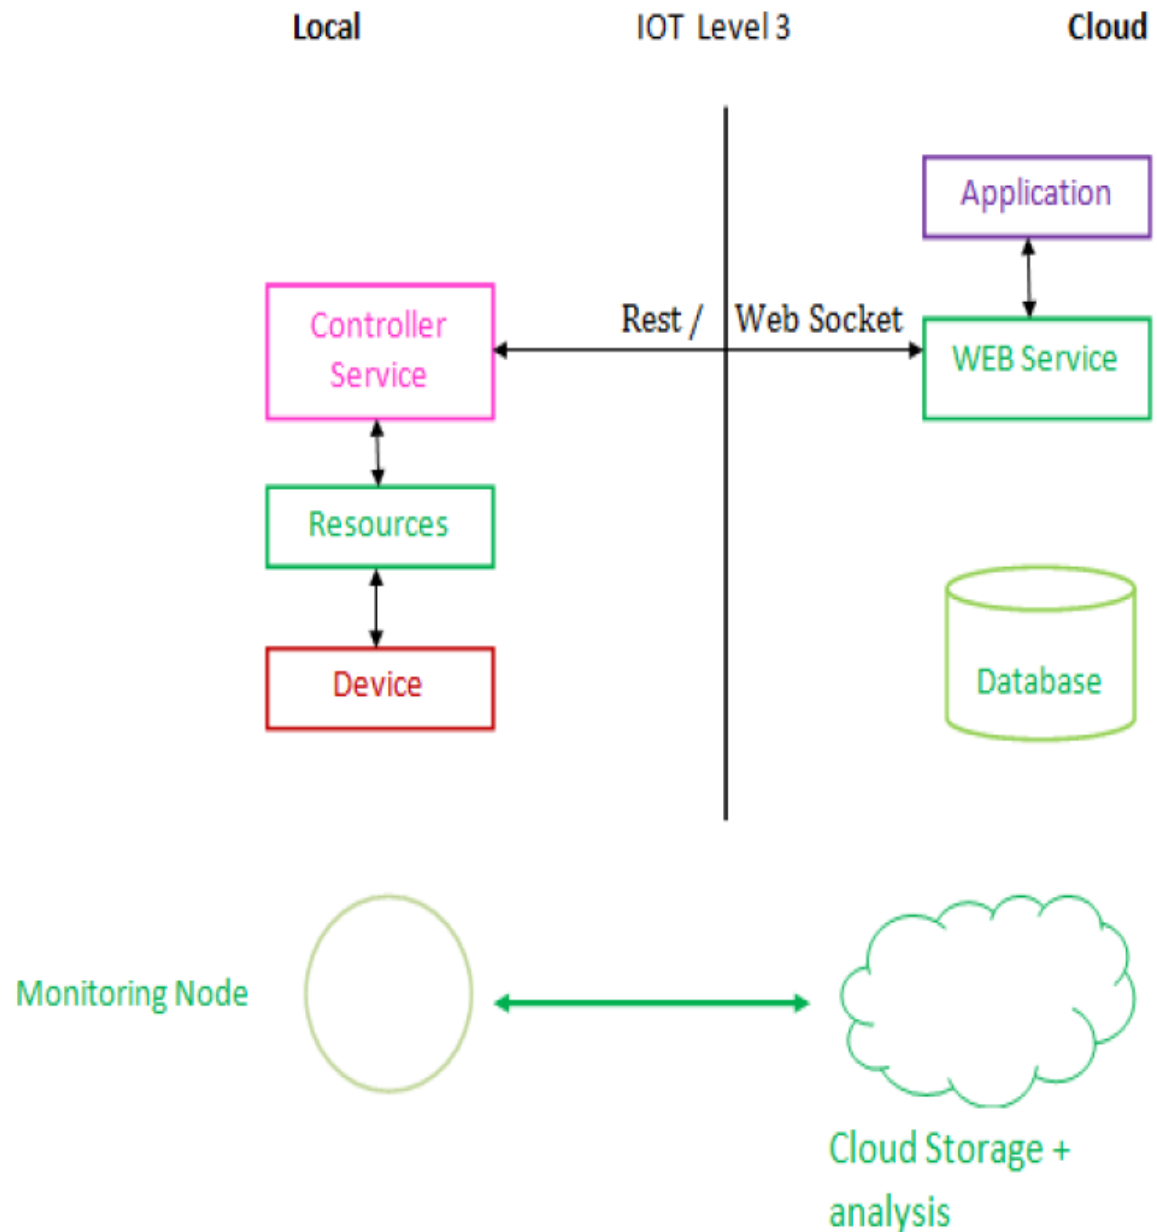 Local IOT Level 3 Cloud
Application
Rest / Web Socket
Controller
Service
WEB Service
Resources
Device
Database
Monitoring Node
Cloud Storage +
analysis